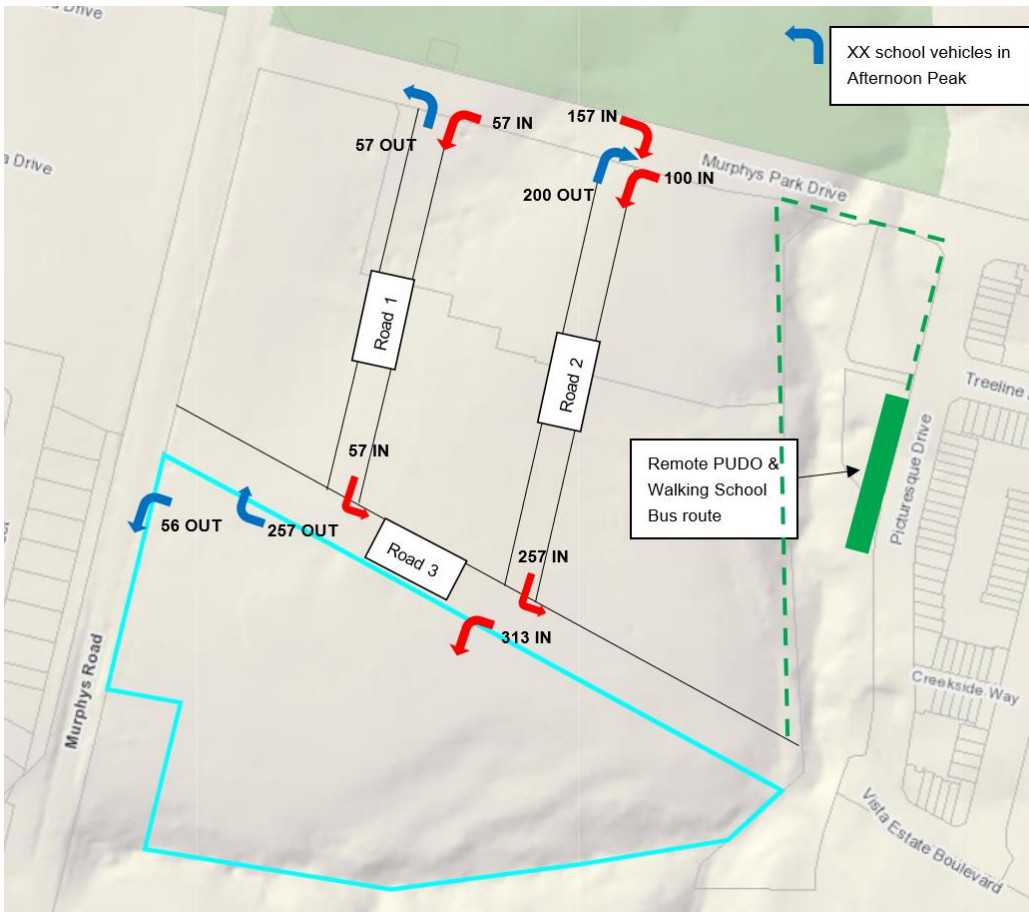 Drive
XX school vehicles in
Afternoon Peak
57 OUT
57 IN
157 IN
Murphys Park Drive
200 OUT
100 IN
Drive
Road 1
Road 2
Treeline
Picturesque Drive
57 IN
Remote PUDO &
Walking School
Bus route
56 OUT
257 OUT
Road 3
257 IN
313 IN
Murphys Road
Creekside Way
Vista Estate Boulevard